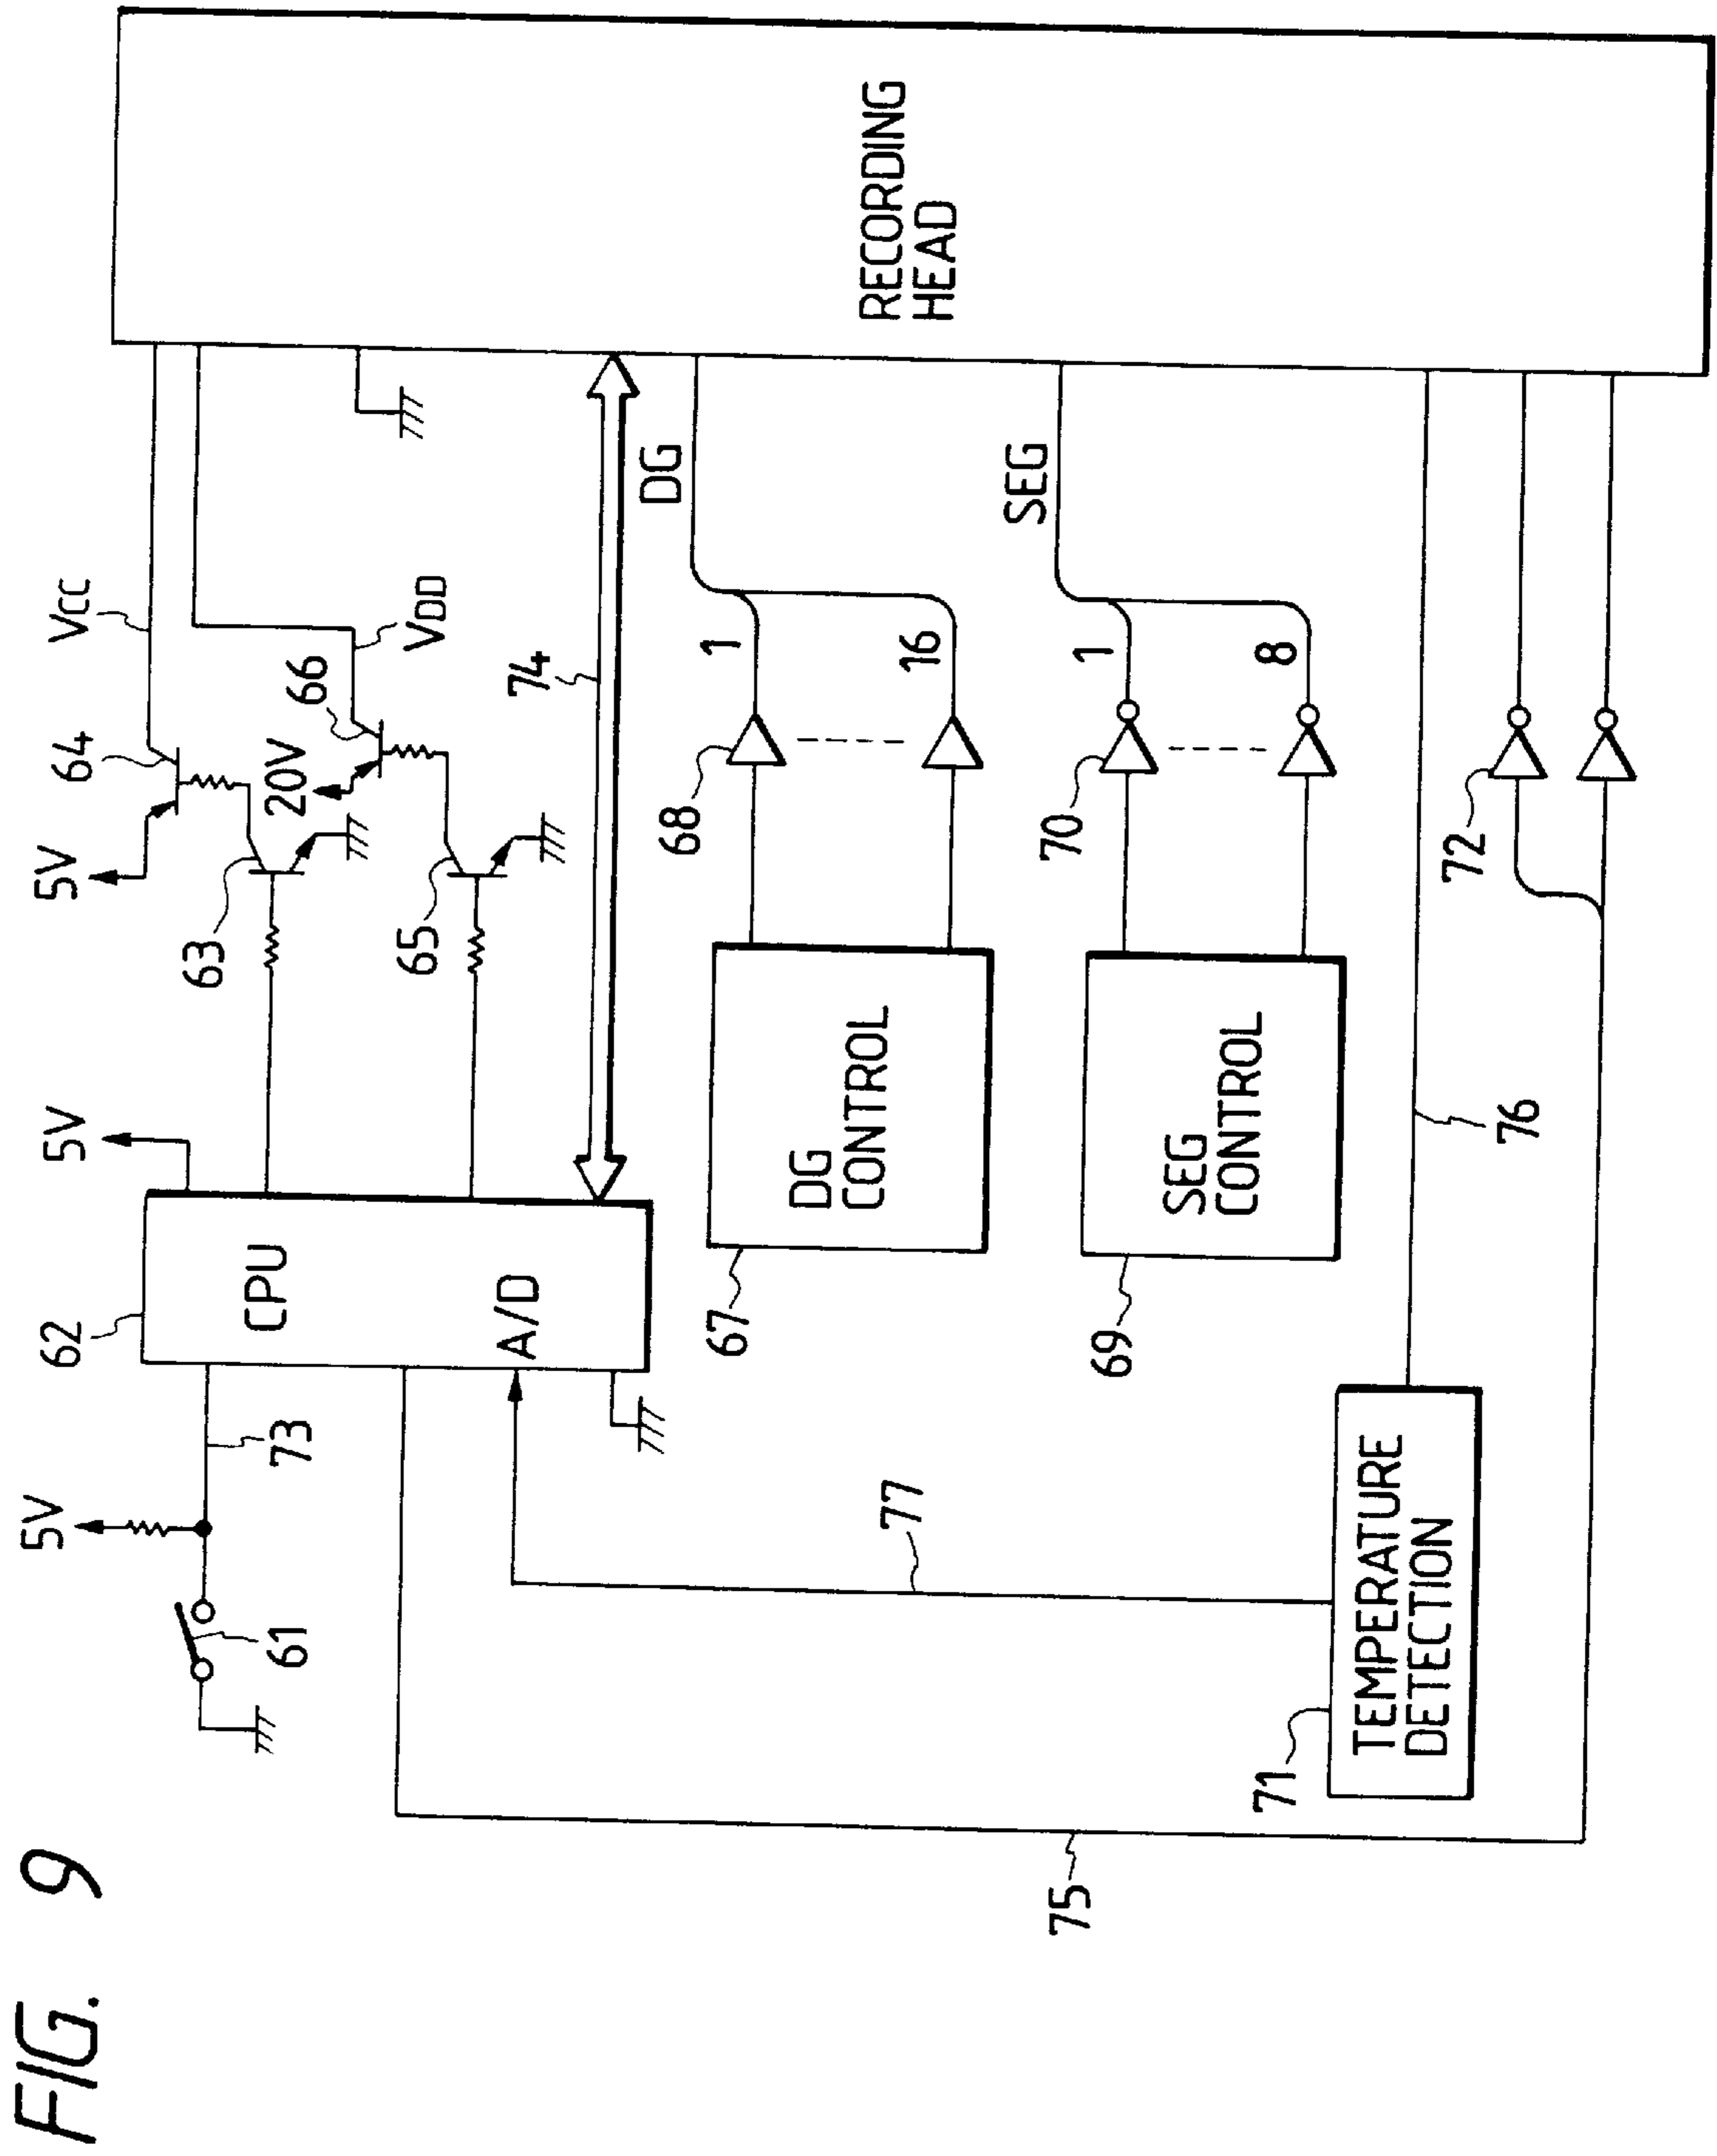 FIG. 9
5V
61
73
62
CPU
A/D
5V
63
5V
64
VCC
65
20V
66
VDD
74
RECORDING
HEAD
67
DG
CONTROL
68
1
16
DG
69
SEG
CONTROL
70
1
8
SEG
77
71
TEMPERATURE
DETECTION
76
72
75